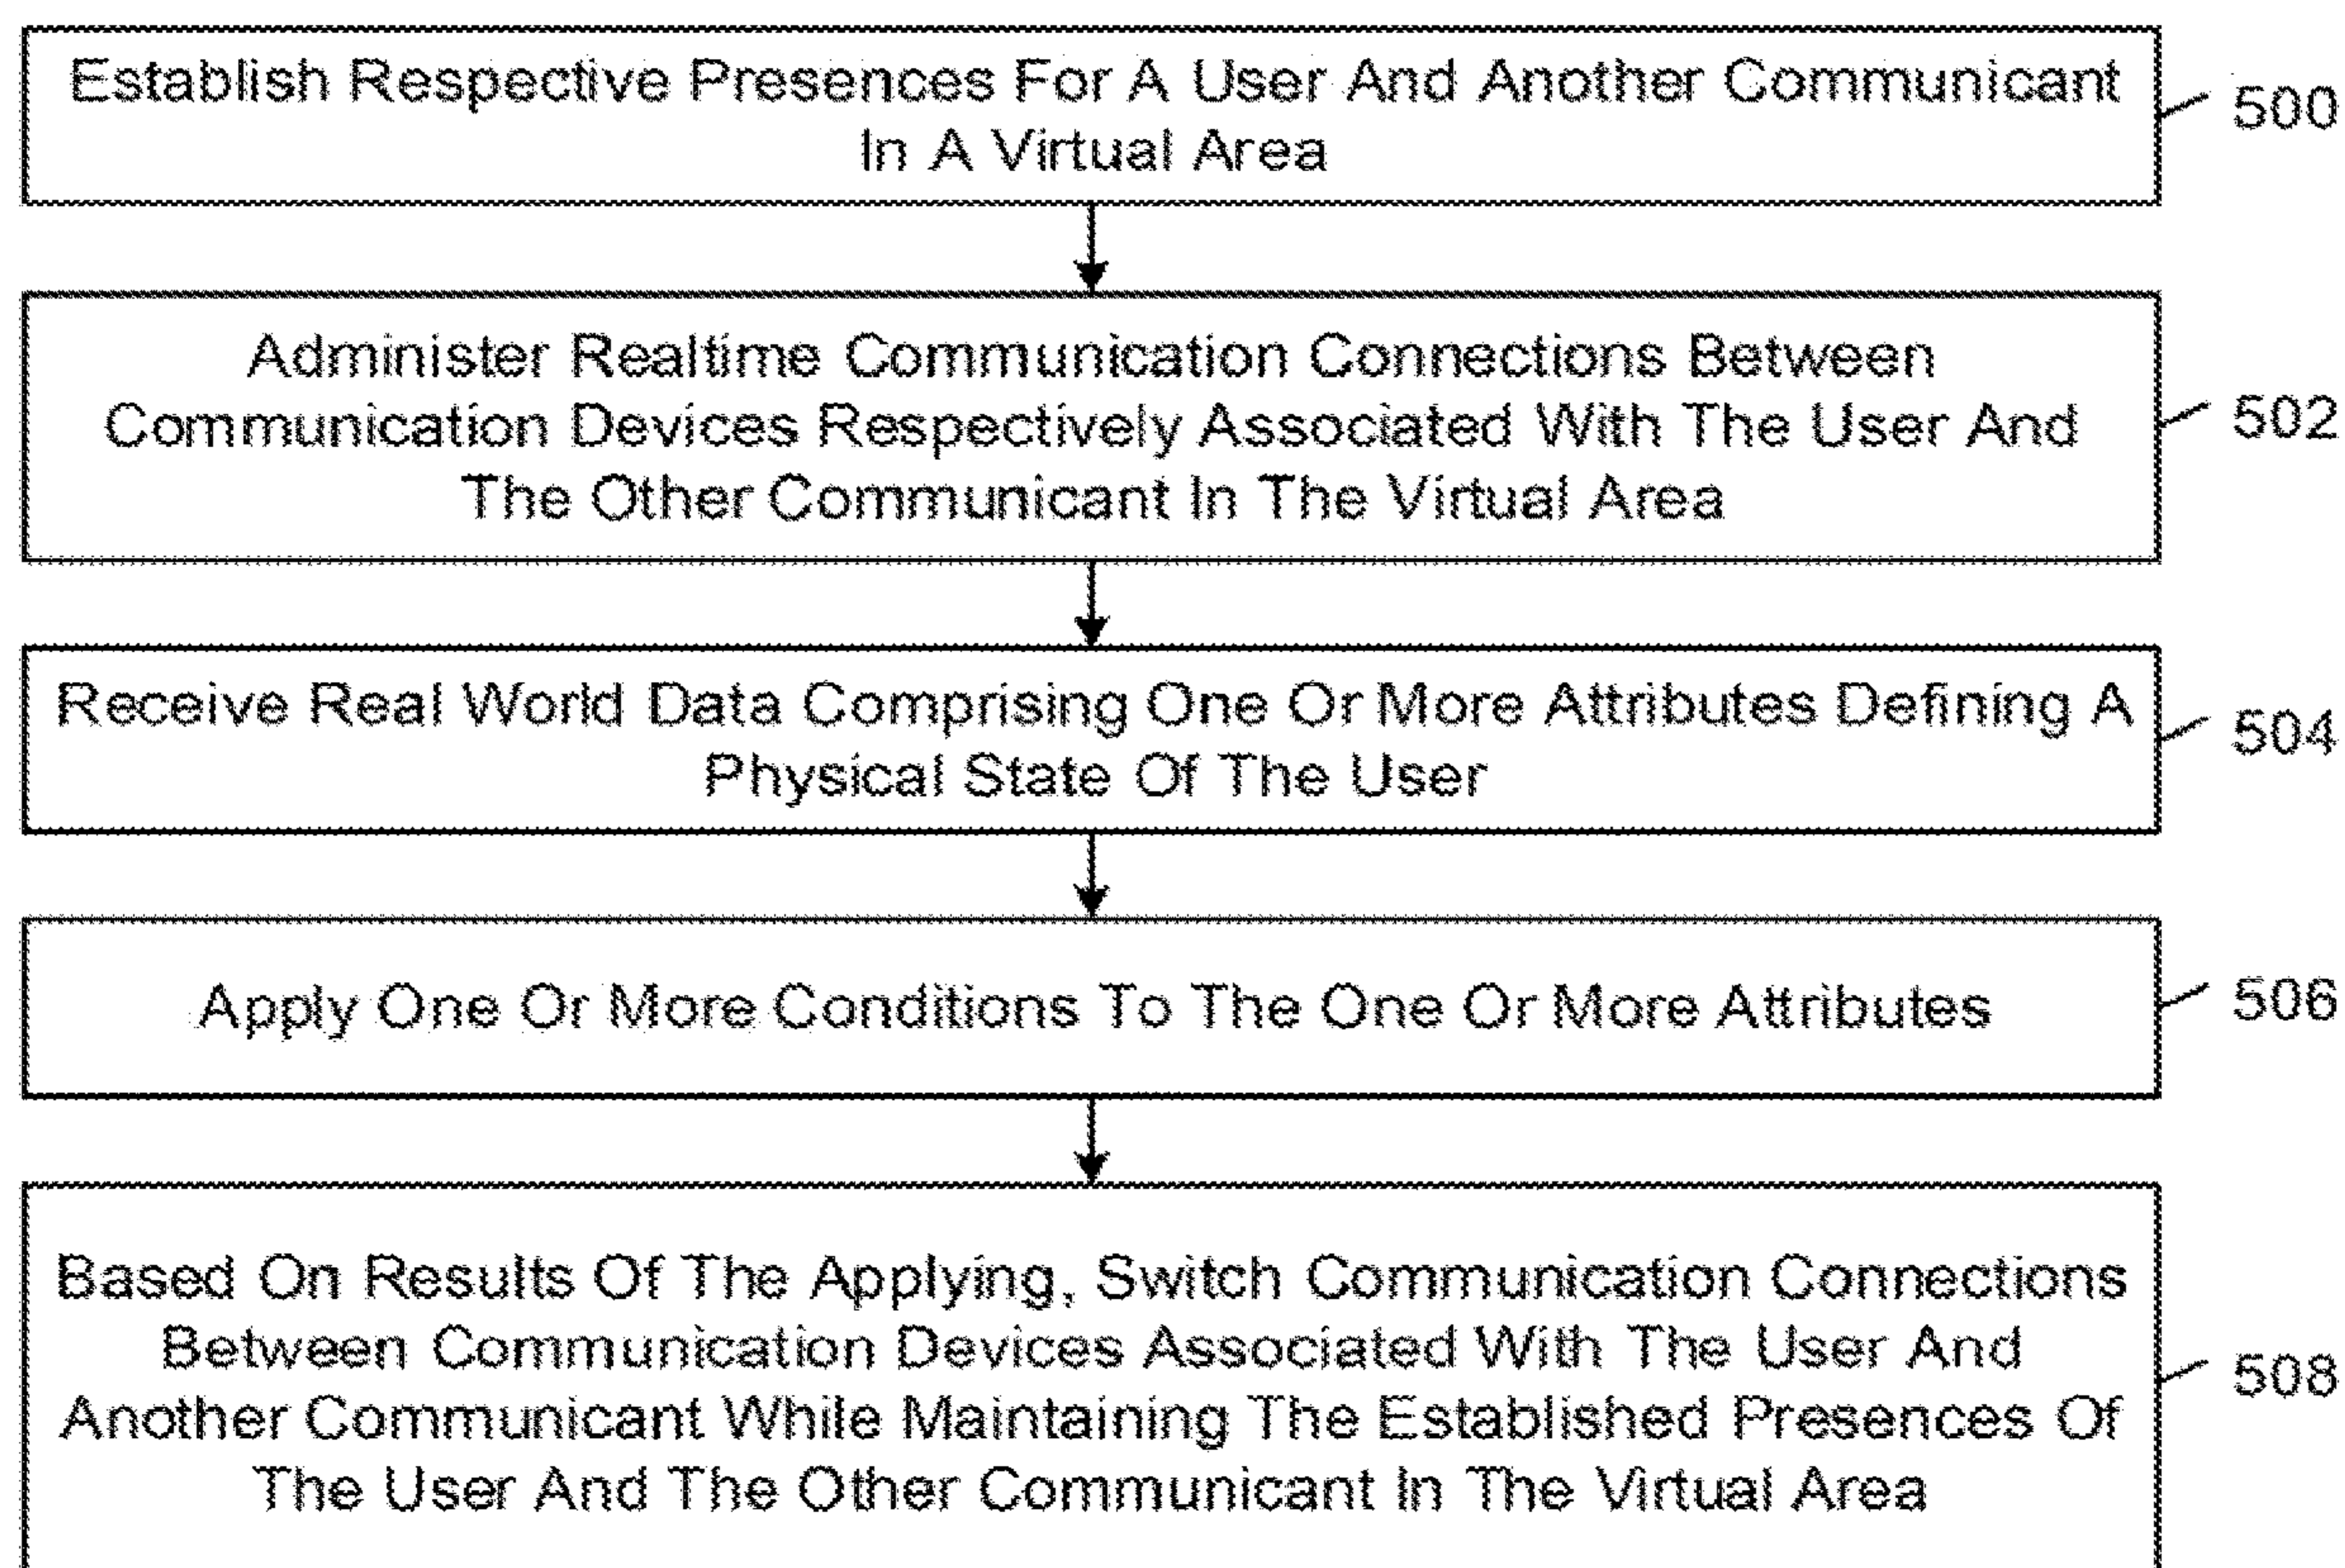 Establish Respective Presences For A User And Another Communicant
In A Virtual Area
500
Administer Realtime Communication Connections Between
Communication Devices Respectively Associated With The User And
The Other Communicant In The Virtual Area
502
Receive Real World Data Comprising One Or More Attributes Defining A
Physical State Of The User
504
Apply One Or More Conditions To The One Or More Attributes
506
Based On Results Of The Applying, Switch Communication Connections
Between Communication Devices Associated With The User And
Another Communicant While Maintaining The Established Presences Of
The User And The Other Communicant In The Virtual Area
508